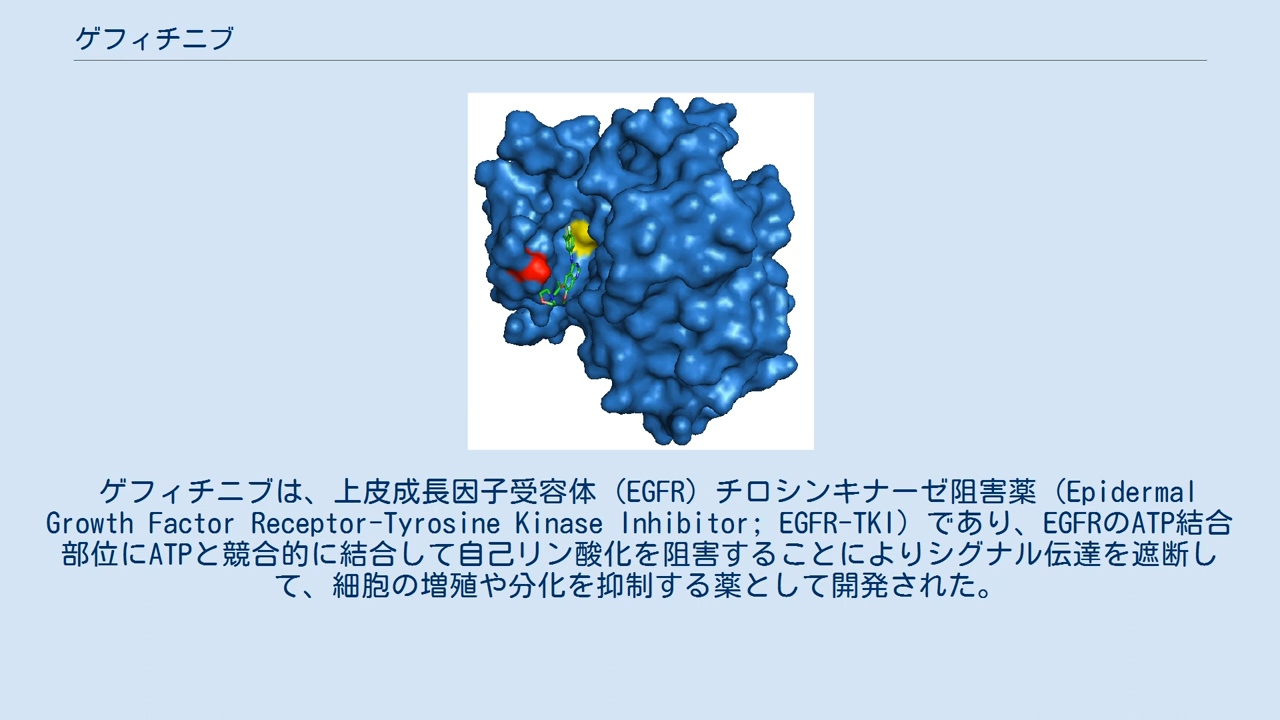 ゲフィチニブ
ゲフィチニブは、上皮成長因子受容体（EGFR）チロシンキナーゼ阻害薬（Epidermal
Growth Factor Receptor-Tyrosine Kinase Inhibitor; EGFR-TKI）であり、EGFRのATP結合
部位にATPと競合的に結合して自己リン酸化を阻害することによりシグナル伝達を遮断し
て、細胞の増殖や分化を抑制する薬として開発された。